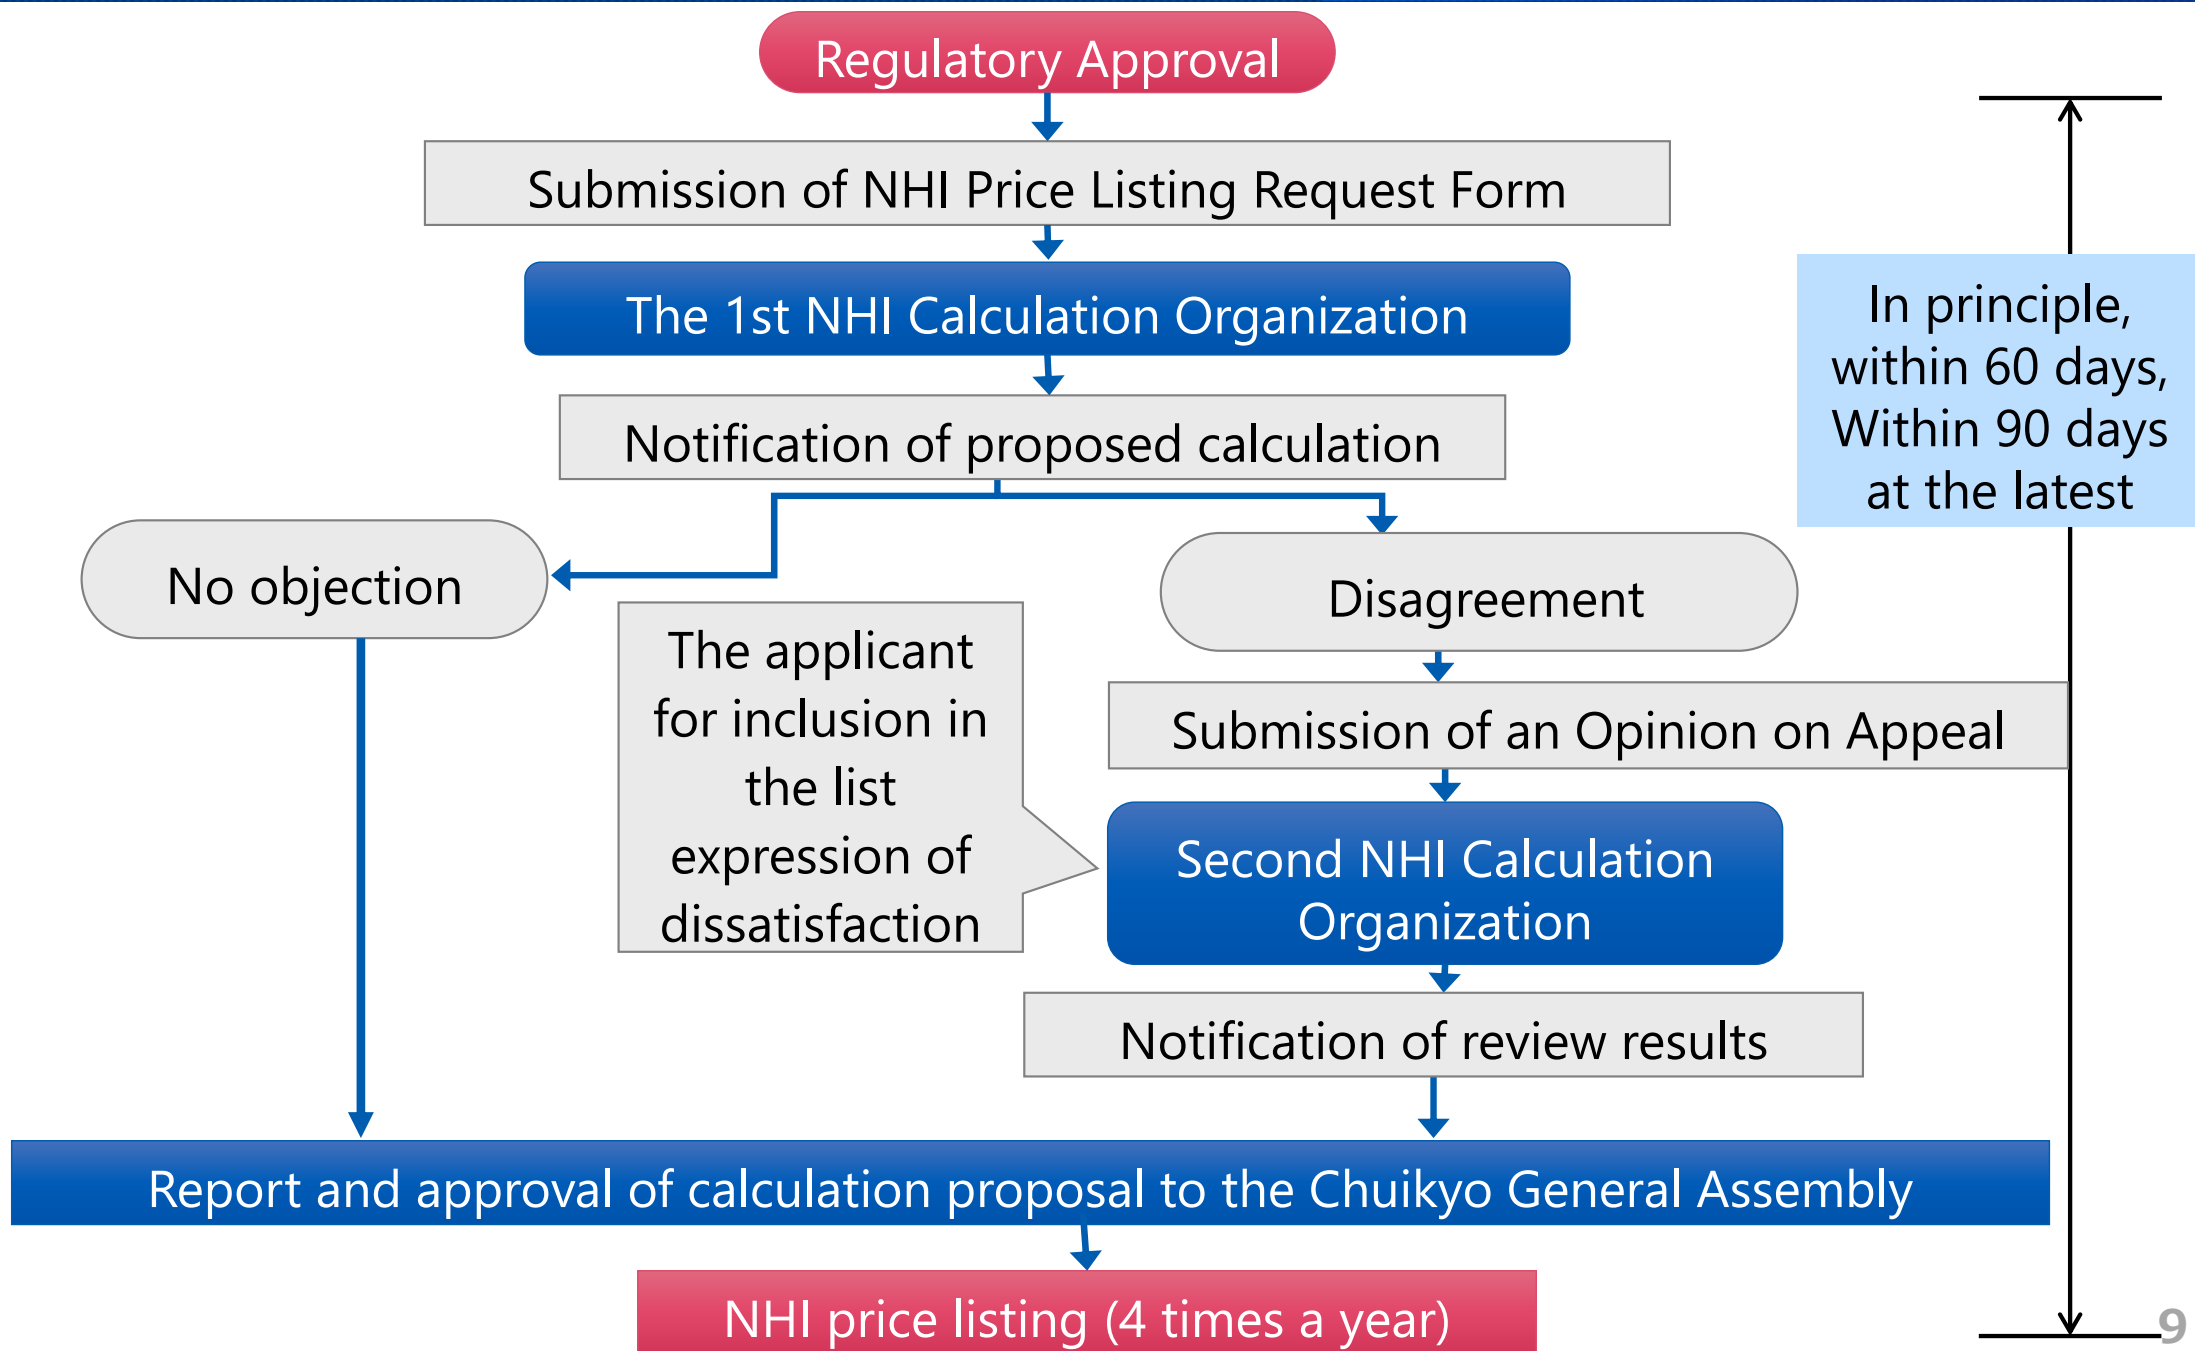 Regulatory Approval
Submission of NHI Price Listing Request Form
The 1st NHI Calculation Organization
In principle,
within 60 days,
Within 90 days
at the latest
Notification of proposed calculation
No objection
Disagreement
The applicant
for inclusion in
the list
expression of
dissatisfaction
Submission of an Opinion on Appeal
Second NHI Calculation
Organization
Notification of review results
Report and approval of calculation proposal to the Chuikyo General Assembly
NHI price listing (4 times a year)
9